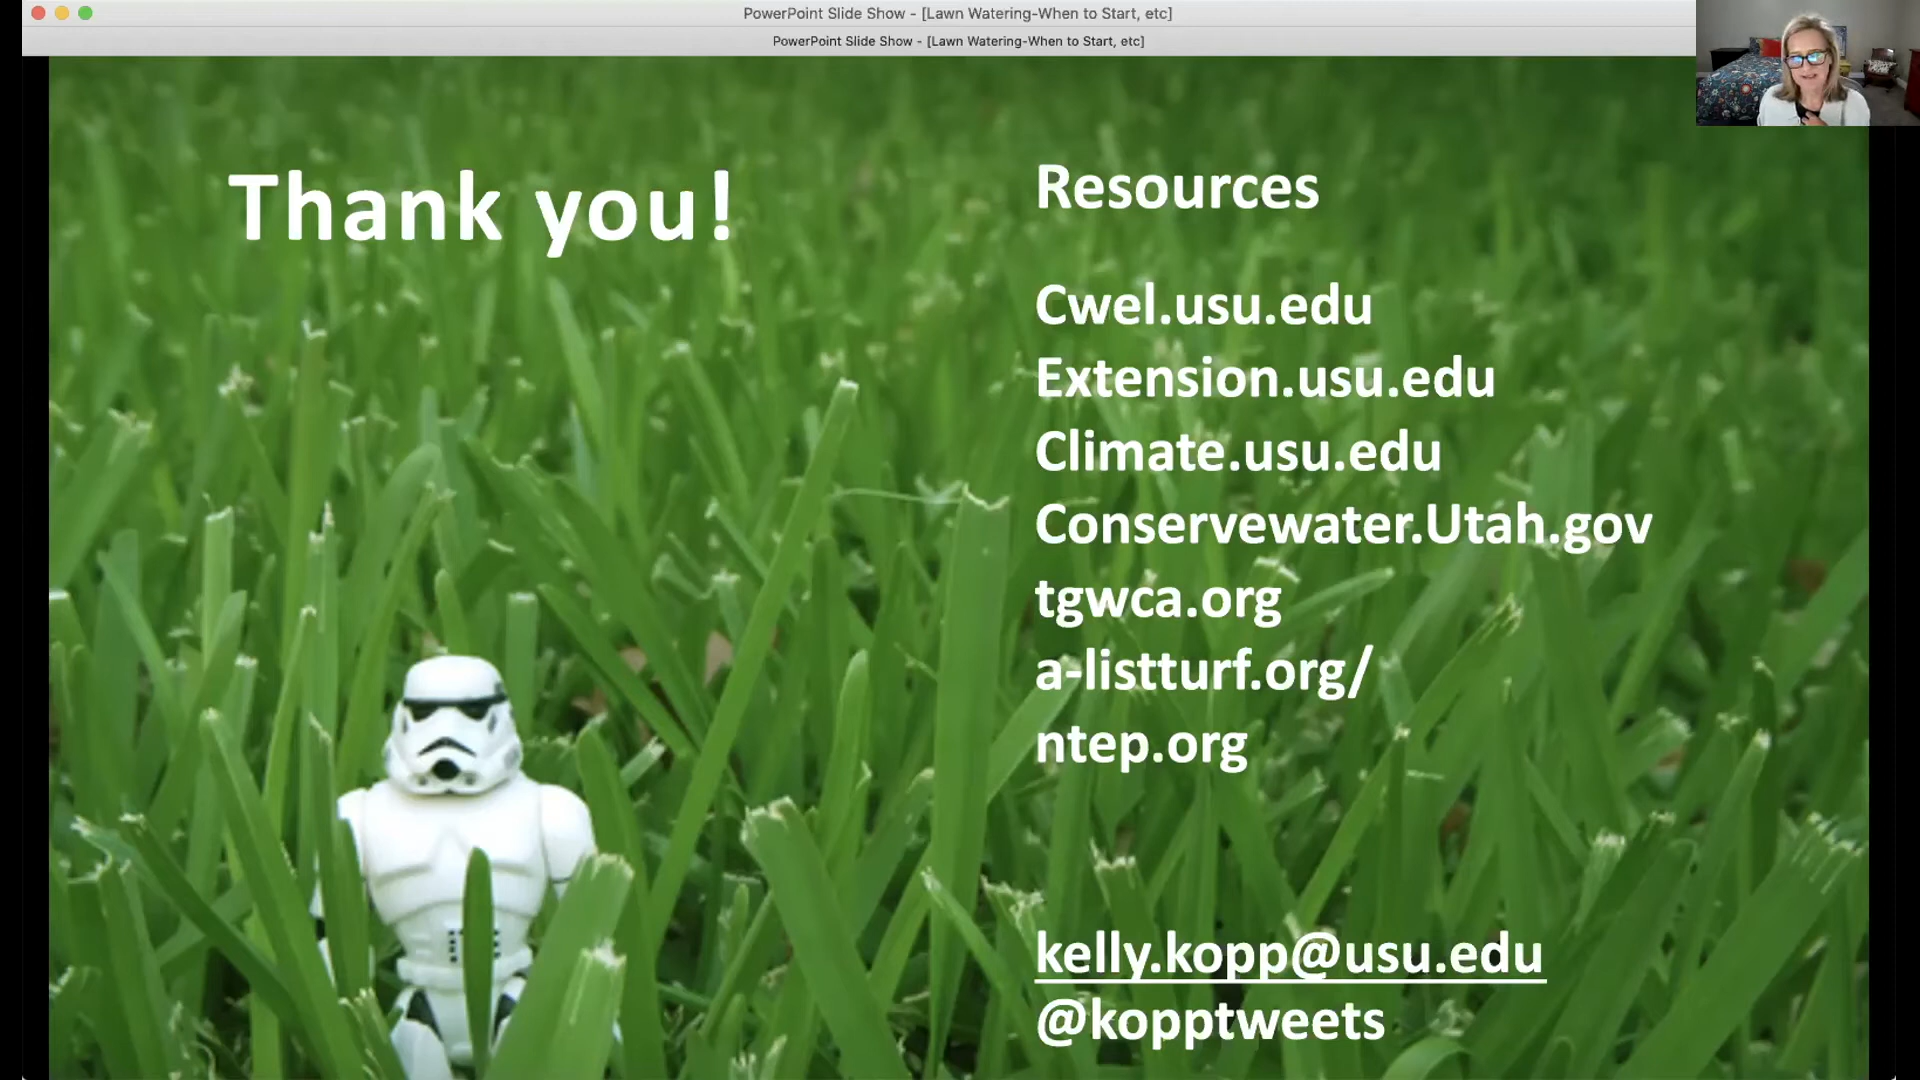 PowerPoint Slide Show - [Lawn Watering-When to Start, etc]
PowerPoint Slide Show - [Lawn Watering-When to Start, etc]
Thank you!
Resources
Cwel.usu.edu
Extension.usu.edu
Climate.usu.edu
Conservewater.Utah.gov
tgwca.org
a-listturf.org/
ntep.org
kelly.kopp@usu.edu
@kopptweets